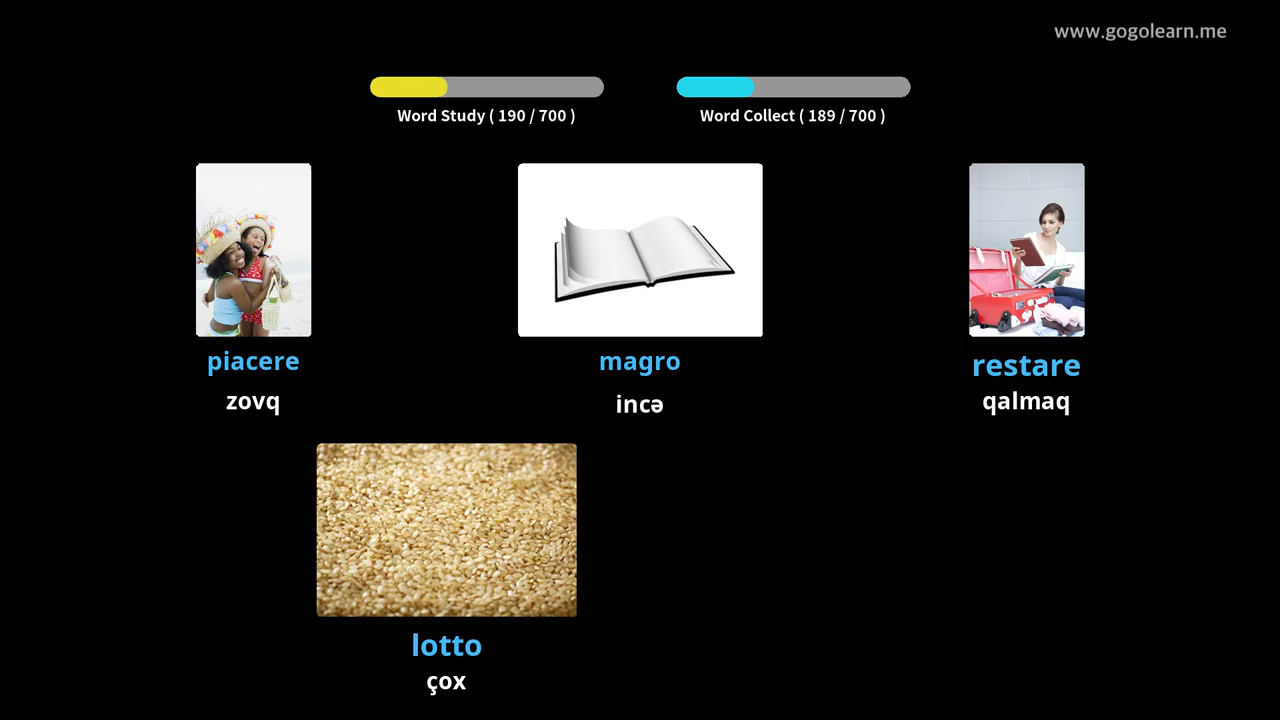 www.gogolearn.me
Word Study ( 190 / 700 )
Word Collect ( 189 / 700 )
piacere
zovq
magro
incə
restare
qalmaq
lotto
çox